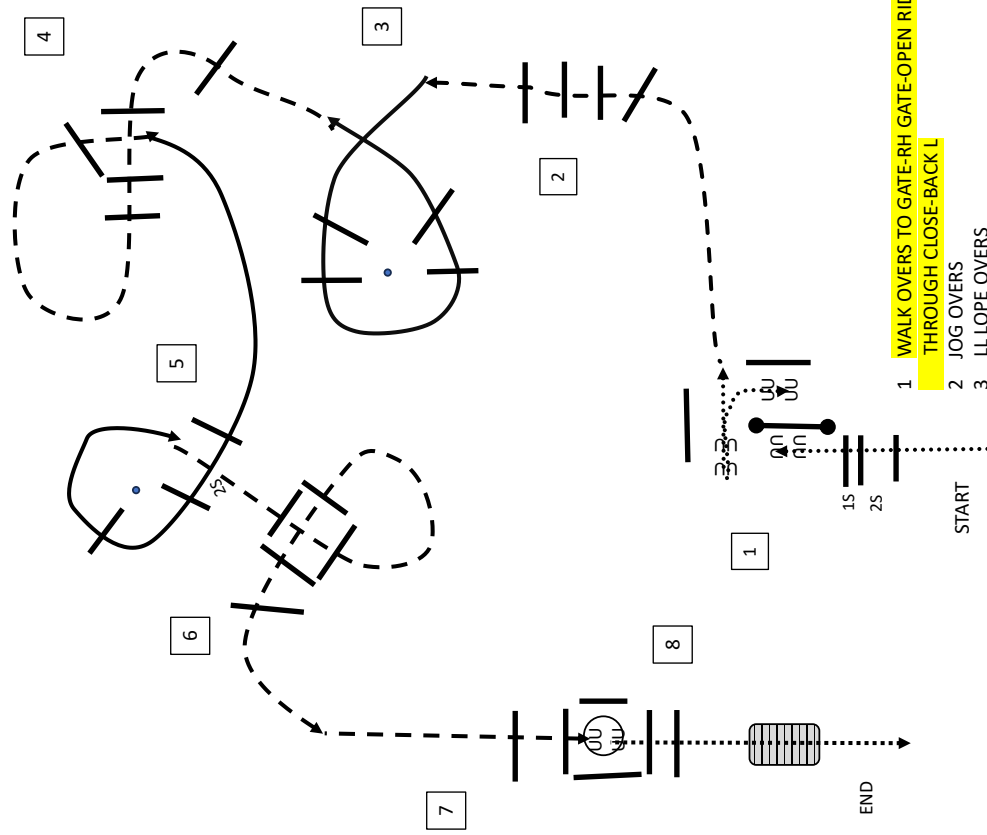 4
3
2
5
2S
6
1
1S
2S
START
8
7
END
1 WALK OVERS TO GATE-RH GATE-OPEN
THROUGH CLOSE-BACK L
2 JOG OVERS
3 LL LOPE OVERS